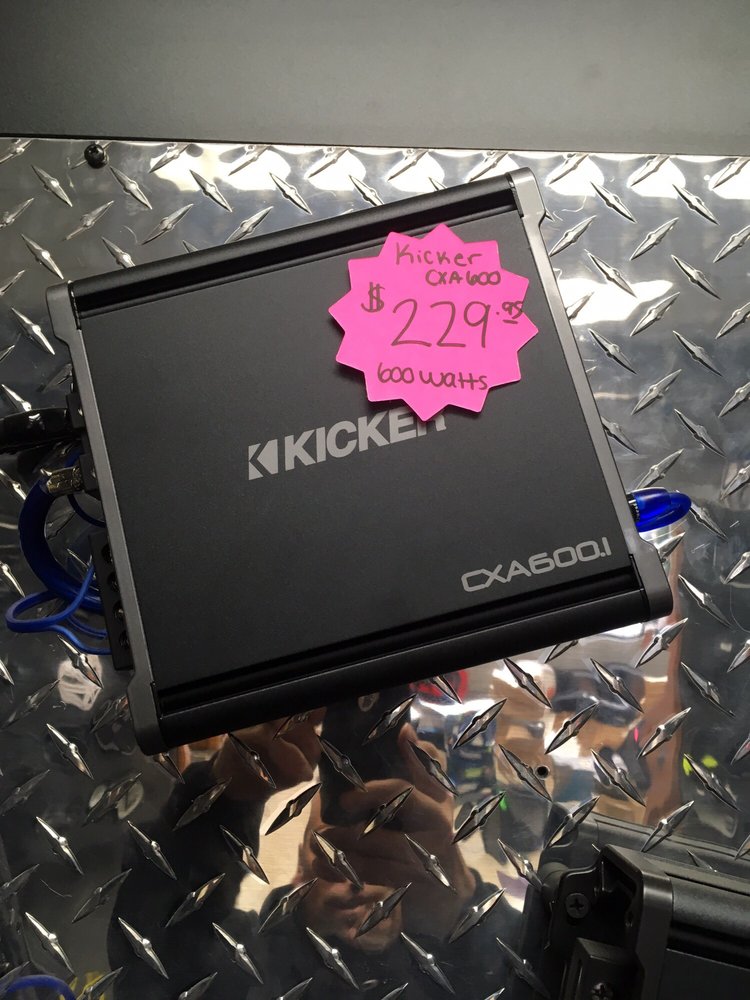 Kicker
CXA600
$229.95
600 watts
KICKER
CXA600.1